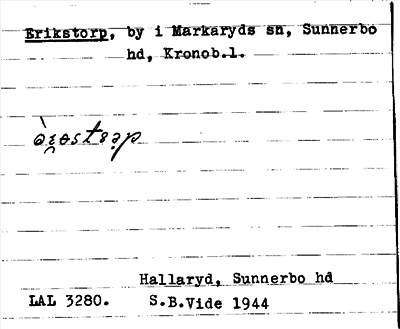 Erikstorp, by i Markaryds sn, Sunnerbo
hd, Kronob.l.
Hallaryd, Sunnerbo hd
LAL 3280. S.B.Vide 1944